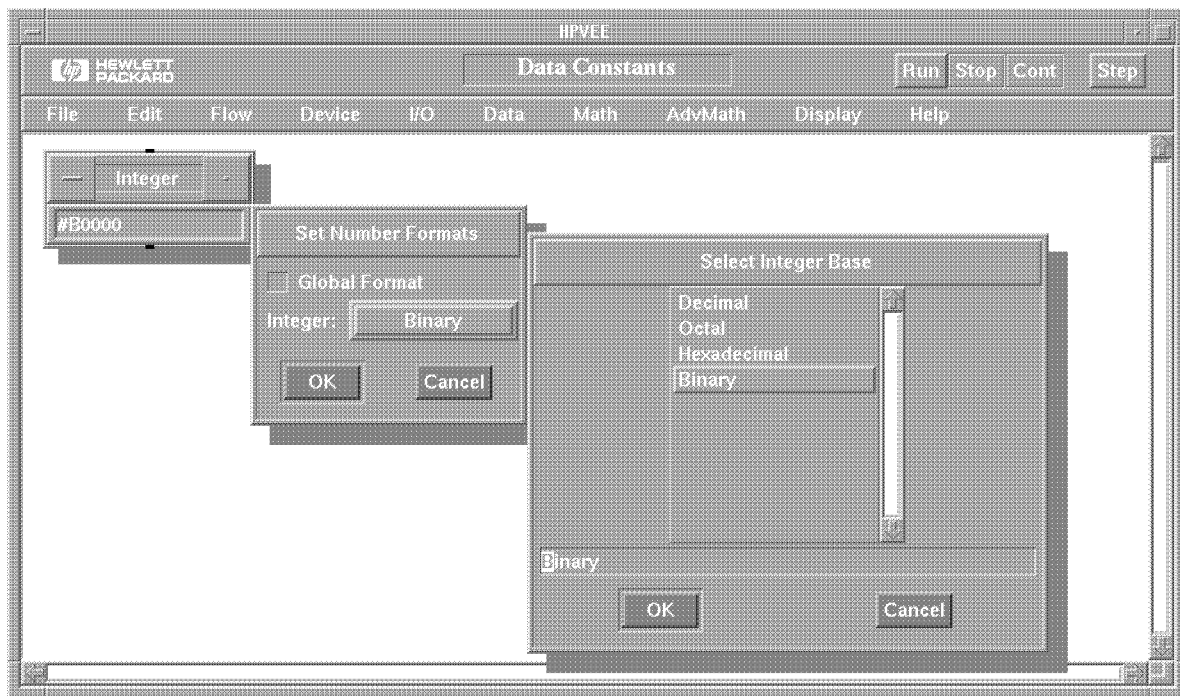 HPVEE
hp HEWLETT PACKARD
Data Constants
Run Stop Cont Step
File Edit Flow Device I/O Data Math AdvMath Display Help
Integer
#B0000
Set Number Formats
Global Format
Integer: Binary
OK Cancel
Select Integer Base
Decimal
Octal
Hexadecimal
Binary
Binary
OK Cancel